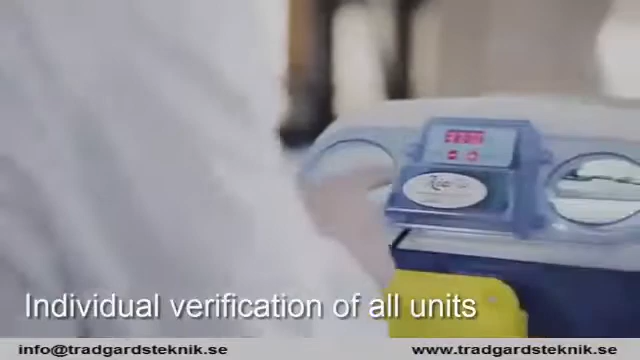 Individual verification of all units
info@tradgardsteknik.se
www.tradgardsteknik.se